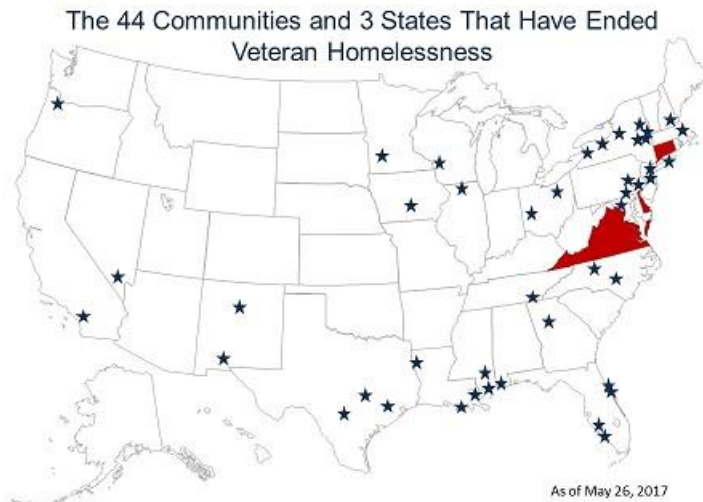 The 44 Communities and 3 States That Have Ended
Veteran Homelessness
As of May 26, 2017